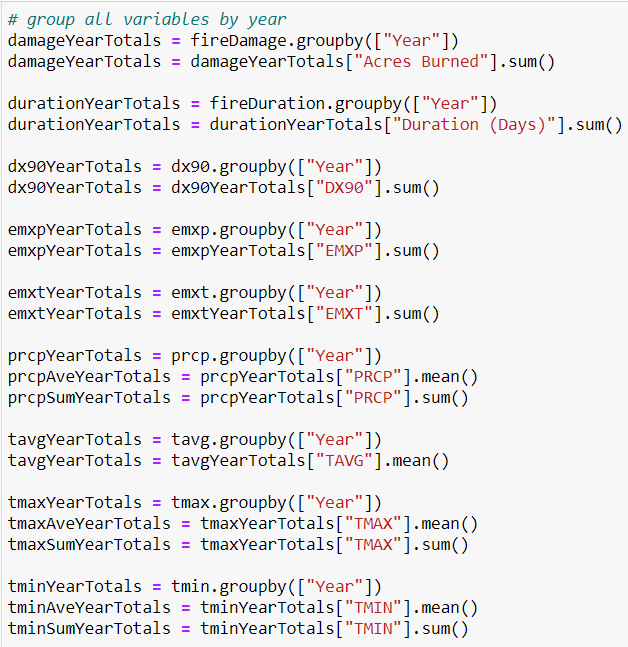 # group all variables by year
damageYearTotals = fireDamage.groupby(["Year"])
damageYearTotals = damageYearTotals["Acres Burned"].sum()
durationYearTotals = fireDuration.groupby(["Year"])
durationYearTotals = durationYearTotals["Duration (Days)"].sum()
dx90YearTotals = dx90.groupby(["Year"])
dx90YearTotals = dx90YearTotals["DX90"].sum()
emxpYearTotals = emxp.groupby(["Year"])
emxpYearTotals = emxpYearTotals["EMXP"].sum()
emxtYearTotals = emxt.groupby(["Year"])
emxtYearTotals = emxtYearTotals["EMXT"].sum()
prcpYearTotals = prcp.groupby(["Year"])
prcpAveYearTotals = prcpYearTotals["PRCP"].mean()
prcpSumYearTotals = prcpYearTotals["PRCP"].sum()
tavgYearTotals = tavg.groupby(["Year"])
tavgYearTotals = tavgYearTotals["TAVG"].mean()
tmaxYearTotals = tmax.groupby(["Year"])
tmaxAveYearTotals = tmaxYearTotals["TMAX"].mean()
tmaxSumYearTotals = tmaxYearTotals["TMAX"].sum()
tminYearTotals = tmin.groupby(["Year"])
tminAveYearTotals = tminYearTotals["TMIN"].mean()
tminSumYearTotals = tminYearTotals["TMIN"].sum()